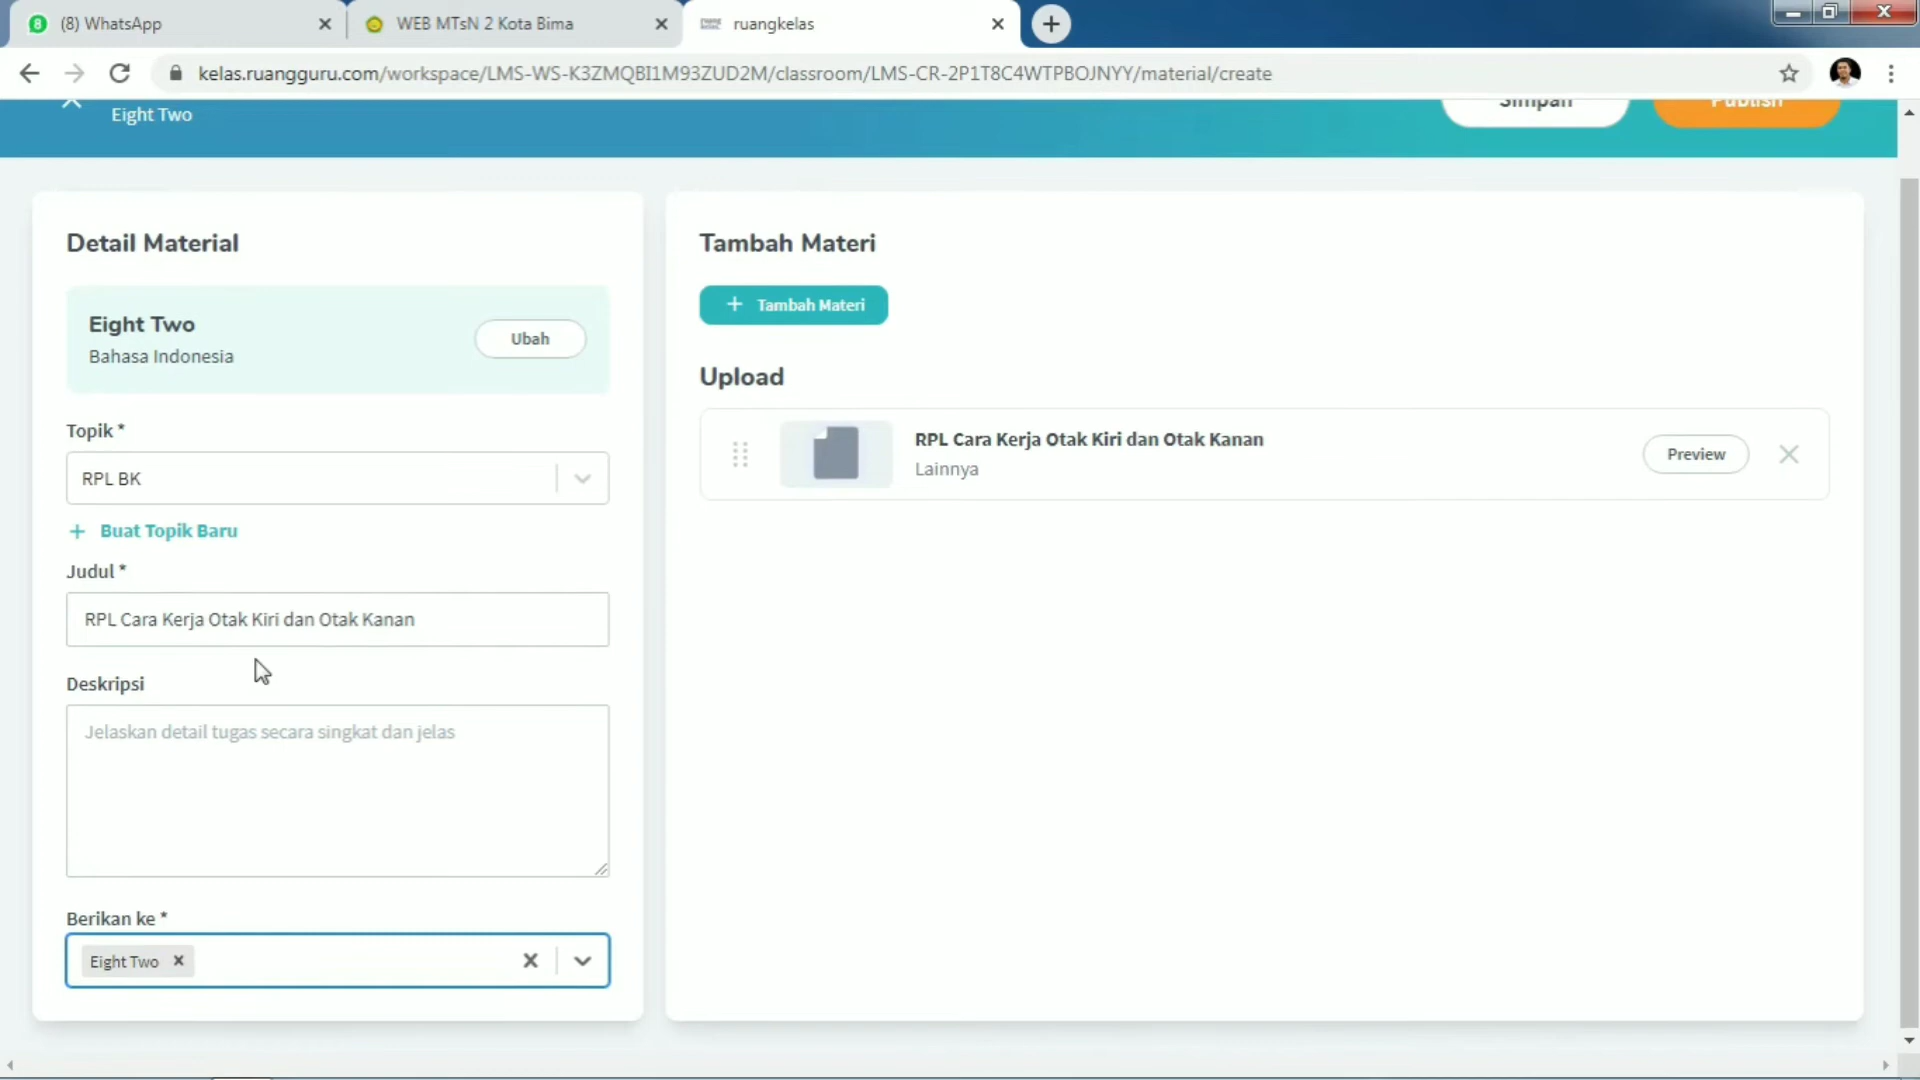 (8) WhatsApp
WEB MTsN 2 Kota Bima
ruangkelas
kelas.ruangguru.com/workspace/LMS-WS-K3ZMQBI1M93ZUD2M/classroom/LMS-CR-2P1T8C4WTPBOJNYY/material/create
Eight Two
Simpan
Publish
Detail Material
Eight Two
Bahasa Indonesia
Ubah
Topik *
RPL BK
+ Buat Topik Baru
Judul *
RPL Cara Kerja Otak Kiri dan Otak Kanan
Deskripsi
Jelaskan detail tugas secara singkat dan jelas
Berikan ke *
Eight Two
Tambah Materi
+ Tambah Materi
Upload
RPL Cara Kerja Otak Kiri dan Otak Kanan
Lainnya
Preview